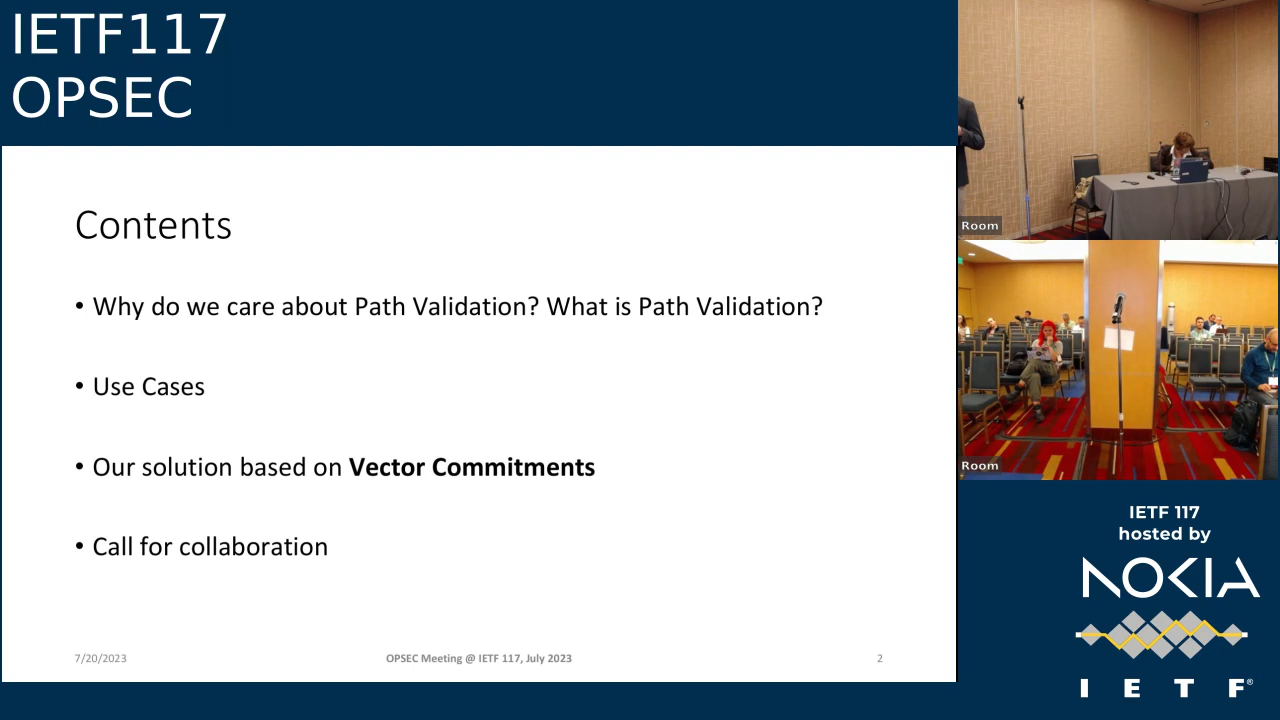 IETF117
OPSEC
Contents
• Why do we care about Path Validation? What is Path Validation?
• Use Cases
• Our solution based on Vector Commitments
• Call for collaboration
7/20/2023
OPSEC Meeting @ IETF 117, July 2023
2
Room
Room
IETF 117
hosted by
NOKIA
IETF®